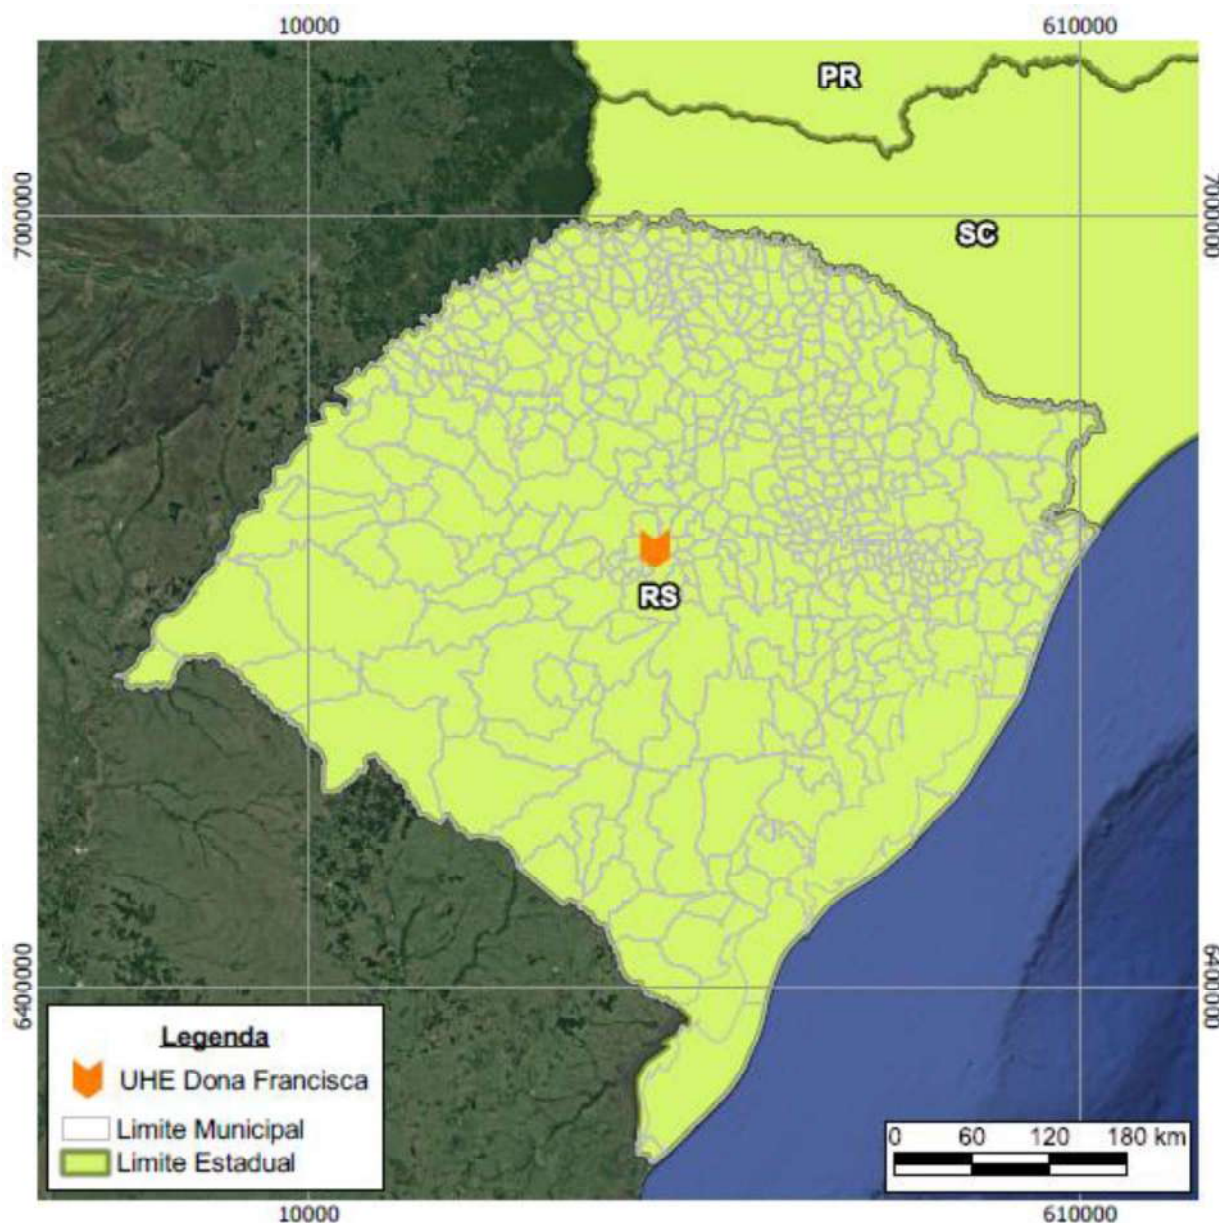 10000
610000
PR
7000000
7000000
SC
RS
6400000
6400000
Legenda
UHE Dona Francisca
Limite Municipal
Limite Estadual
0 60 120 180 km
10000
610000